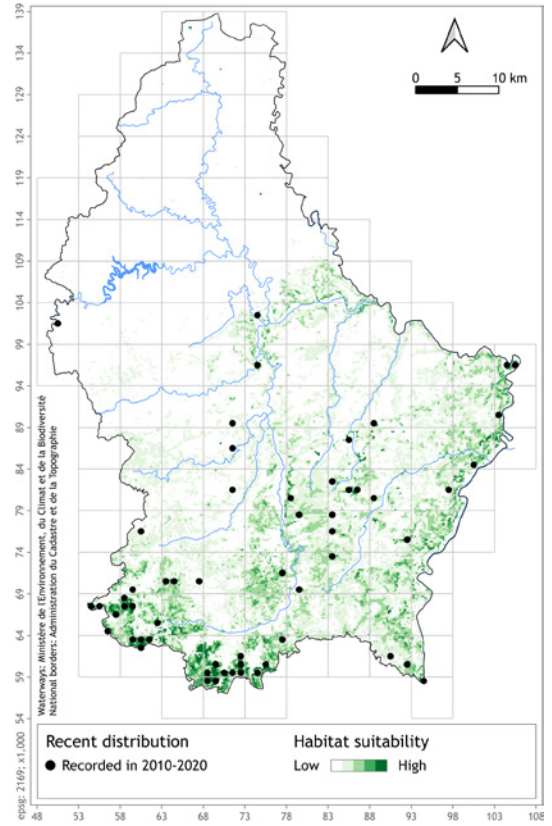 139
134
129
124
119
114
109
104
99
94
89
84
79
74
69
64
59
54
0 5 10 km
Waterways: Ministère de l'Environnement, du Climat et de la Biodiversité
National borders: Administration du Cadastre et de la Topographie
epsg: 2169; x1,000
Recent distribution
Recorded in 2010-2020
Habitat suitability
Low High
48 53 58 63 68 73 78 83 88 93 98 103 108